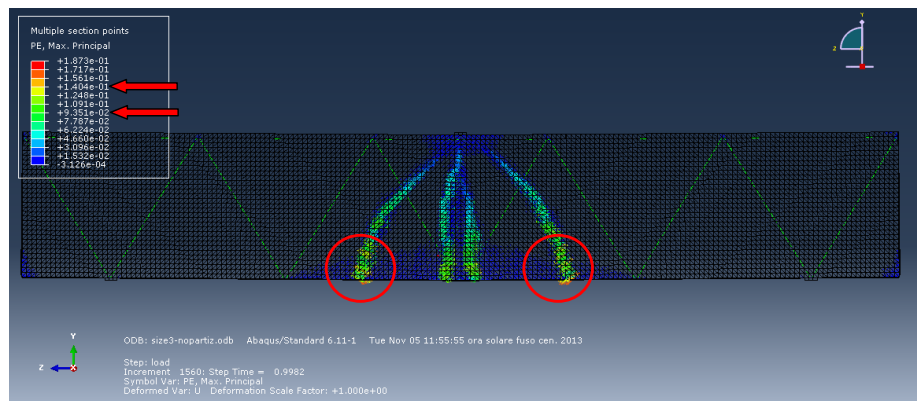 Multiple section points
PE, Max. Principal
+1.873e-01
+1.717e-01
+1.561e-01
+1.404e-01
+1.248e-01
+1.091e-01
+9.351e-02
+7.787e-02
+6.224e-02
+4.660e-02
+3.096e-02
+1.532e-02
-3.126e-04
Y
Z
ODB: size3-nopartiz.odb Abaqus/Standard 6.11-1 Tue Nov 05 11:55:55 ora solare fuso cen. 2013
Y
Z
X
Step: load
Increment 1560: Step Time = 0.9982
Symbol Var: PE, Max. Principal
Deformed Var: U Deformation Scale Factor: +1.000e+00